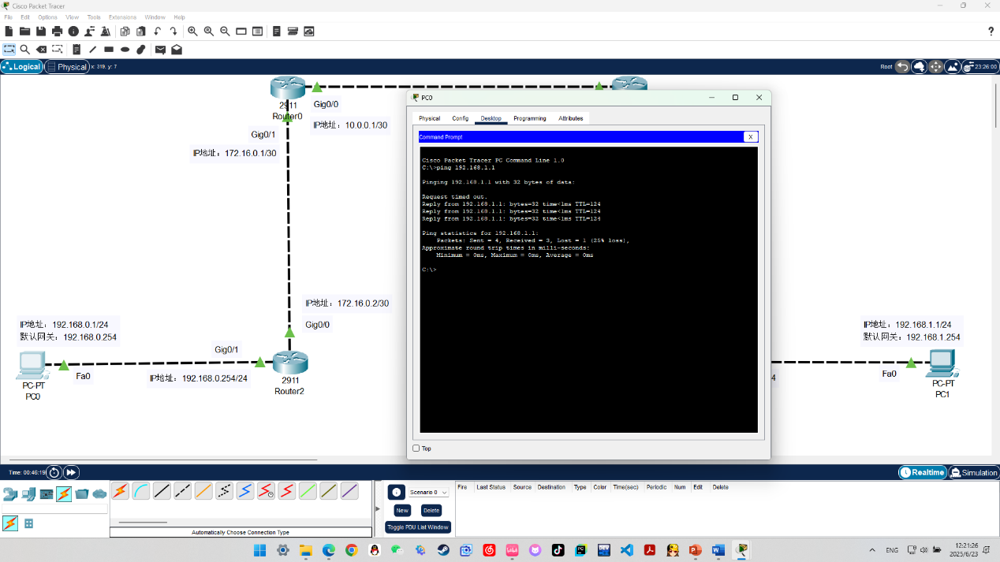 Cisco Packet Tracer
File Edit Options View Tools Extensions Window Help
Logical Physical x: 319, y: 7 Root 23:26:00
2911
Router0
Gig0/0
IP地址：10.0.0.1/30
Gig0/1
IP地址：172.16.0.1/30
PC0
Physical Config Desktop Programming Attributes
Command Prompt X
Cisco Packet Tracer PC Command Line 1.0
C:\>ping 192.168.1.1
Pinging 192.168.1.1 with 32 bytes of data:
Request timed out.
Reply from 192.168.1.1: bytes=32 time<1ms TTL=124
Reply from 192.168.1.1: bytes=32 time<1ms TTL=124
Reply from 192.168.1.1: bytes=32 time<1ms TTL=124
Ping statistics for 192.168.1.1:
Packets: Sent = 4, Received = 3, Lost = 1 (25% loss),
Approximate round trip times in milli-seconds:
Minimum = 0ms, Maximum = 0ms, Average = 0ms
C:\>
Top
IP地址：172.16.0.2/30
Gig0/0
IP地址：192.168.0.1/24
默认网关：192.168.0.254
Gig0/1
Fa0
IP地址：192.168.0.254/24
PC-PT
PC0
2911
Router2
IP地址：192.168.1.1/24
默认网关：192.168.1.254
4
Fa0
PC-PT
PC1
Time: 00:46:19 Realtime Simulation
Scenario 0
New Delete
Toggle PDU List Window
Fire Last Status Source Destination Type Color Time(sec) Periodic Num Edit Delete
Automatically Choose Connection Type
ENG 12:21:26
2025/6/23